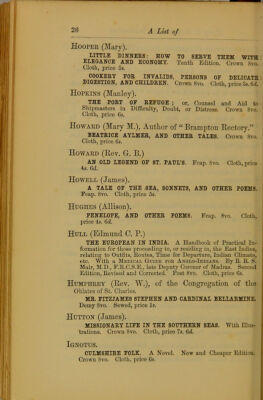 26
A List of
HOOPER (Mary).
LITTLE DINNERS: HOW TO SERVE THEM WITH
ELEGANCE AND ECONOMY. Tenth Edition. Crown 8vo.
Cloth, price 5s.
COOKERY FOR INVALIDS, PERSONS OF DELICATE
DIGESTION, AND CHILDREN. Crown 8vo. Cloth, price 3s. 6d.
HOPKINS (Manley).
THE PORT OF REFUGE; or, Counsel and Aid to
Shipmasters in Difficulty, Doubt, or Distress. Crown 8vo.
Cloth, price 6s.
HOWARD (Mary M.), Author of "Brampton Rectory."
BEATRICE AYLMER, AND OTHER TALES. Crown 8vo.
Cloth, price 6s.
HOWARD (Rev. G. B.)
AN OLD LEGEND OF ST. PAUL'S. Fcap. 8vo. Cloth, price
4s. 6d.
HOWELL (James).
A TALE OF THE SEA, SONNETS, AND OTHER POEMS.
Fcap. 8vo. Cloth, price 5s.
HUGHES (Allison).
PENELOPE, AND OTHER POEMS. Fcap. 8vo. Cloth,
price 4s. 6d.
HULL (Edmund C. P.)
THE EUROPEAN IN INDIA. A Handbook of Practical In-
formation for those proceeding to, or residing in, the East Indies,
relating to Outfits, Routes, Time for Departure, Indian Climate,
etc. With a MEDICAL GUIDE FOR ANGLO-INDIANS. By R. R. S.
Mair, M.D., F.R.C.S.E., late Deputy Coroner of Madras. Second
Edition, Revised and Corrected. Post 8vo. Cloth, price 6s.
HUMPHREY (Rev. W.), of the Congregation of the
Oblates of St. Charles.
MR. FITZJAMES STEPHEN AND CARDINAL BELLARMINE.
Demy 8vo. Sewed, price 1s.
HUTTON (James).
MISSIONARY LIFE IN THE SOUTHERN SEAS. With Illus-
trations. Crown 8vo. Cloth, price 7s. 6d.
IGNOTUS.
CULMSHIRE FOLK. A Novel. New and Cheaper Edition.
Crown 8vo. Cloth, price 6s.